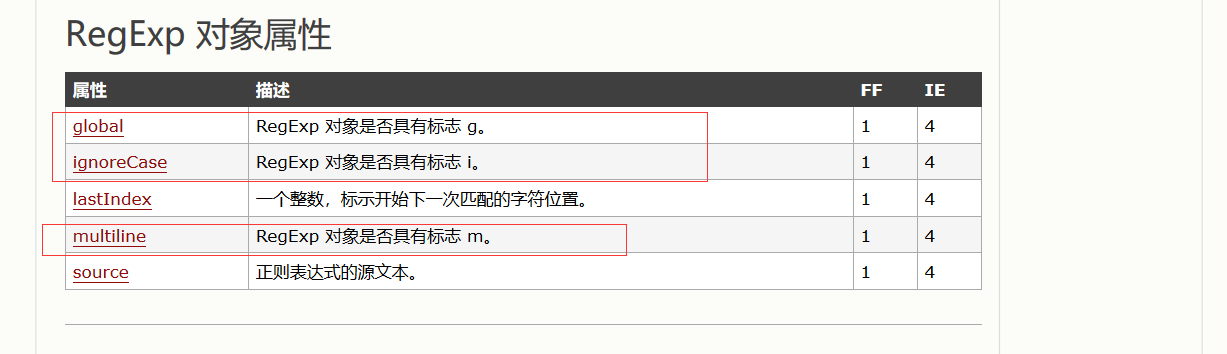 RegExp 对象属性
属性 描述 FF IE
global RegExp 对象是否具有标志 g。 1 4
ignoreCase RegExp 对象是否具有标志 i。 1 4
lastIndex 一个整数，标示开始下一次匹配的字符位置。 1 4
multiline RegExp 对象是否具有标志 m。 1 4
source 正则表达式的源文本。 1 4